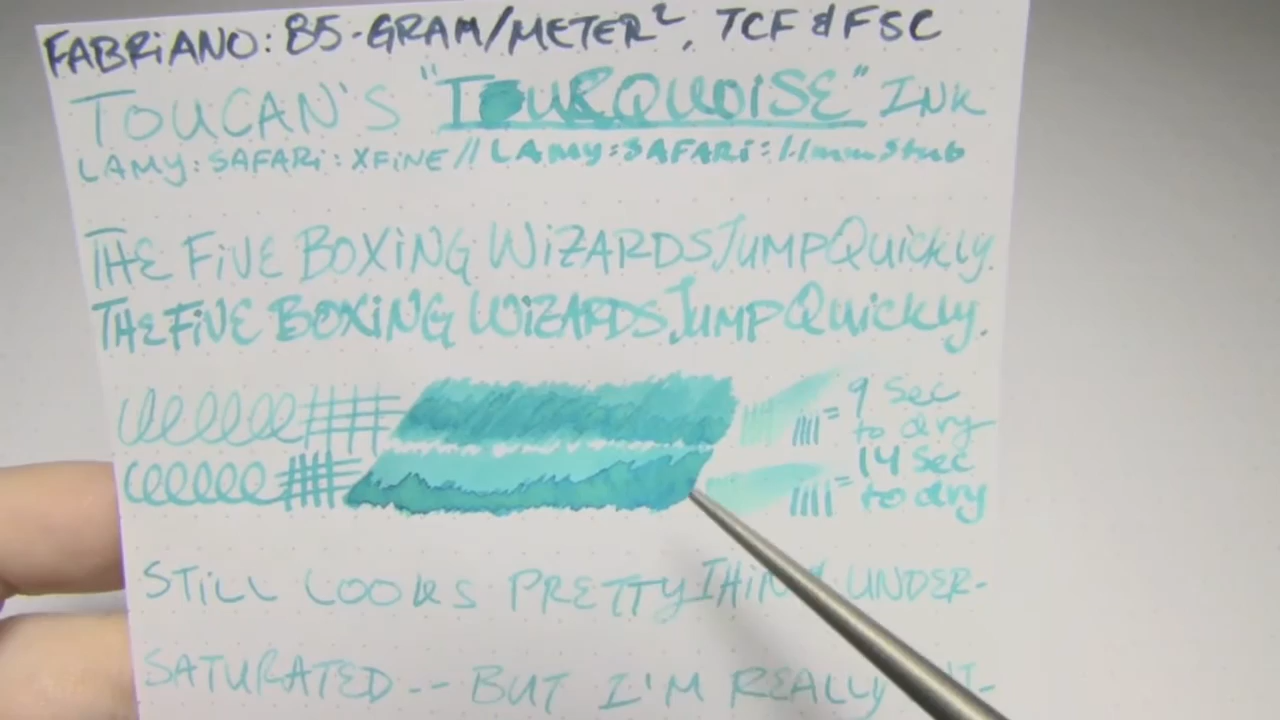 FABRiANO: 85-GRAM/METER², TCF & FSC
TOUCAN'S "TOURQUOiSE" INK
LAMY: SAFARi: XFiNE // LAMY: SAFARi: 1.1mm Stub
THE FiVE BOXiNG WiZARDS JUMP QUickly.
THE FiVE BOXiNG WiZARDS JUMP QUickly.
= 9 Sec
to dry
= 14 Sec
to dry
STiLL LOOKS PRETTY UNDER-
SATURATED -- BUT I'M REALLY